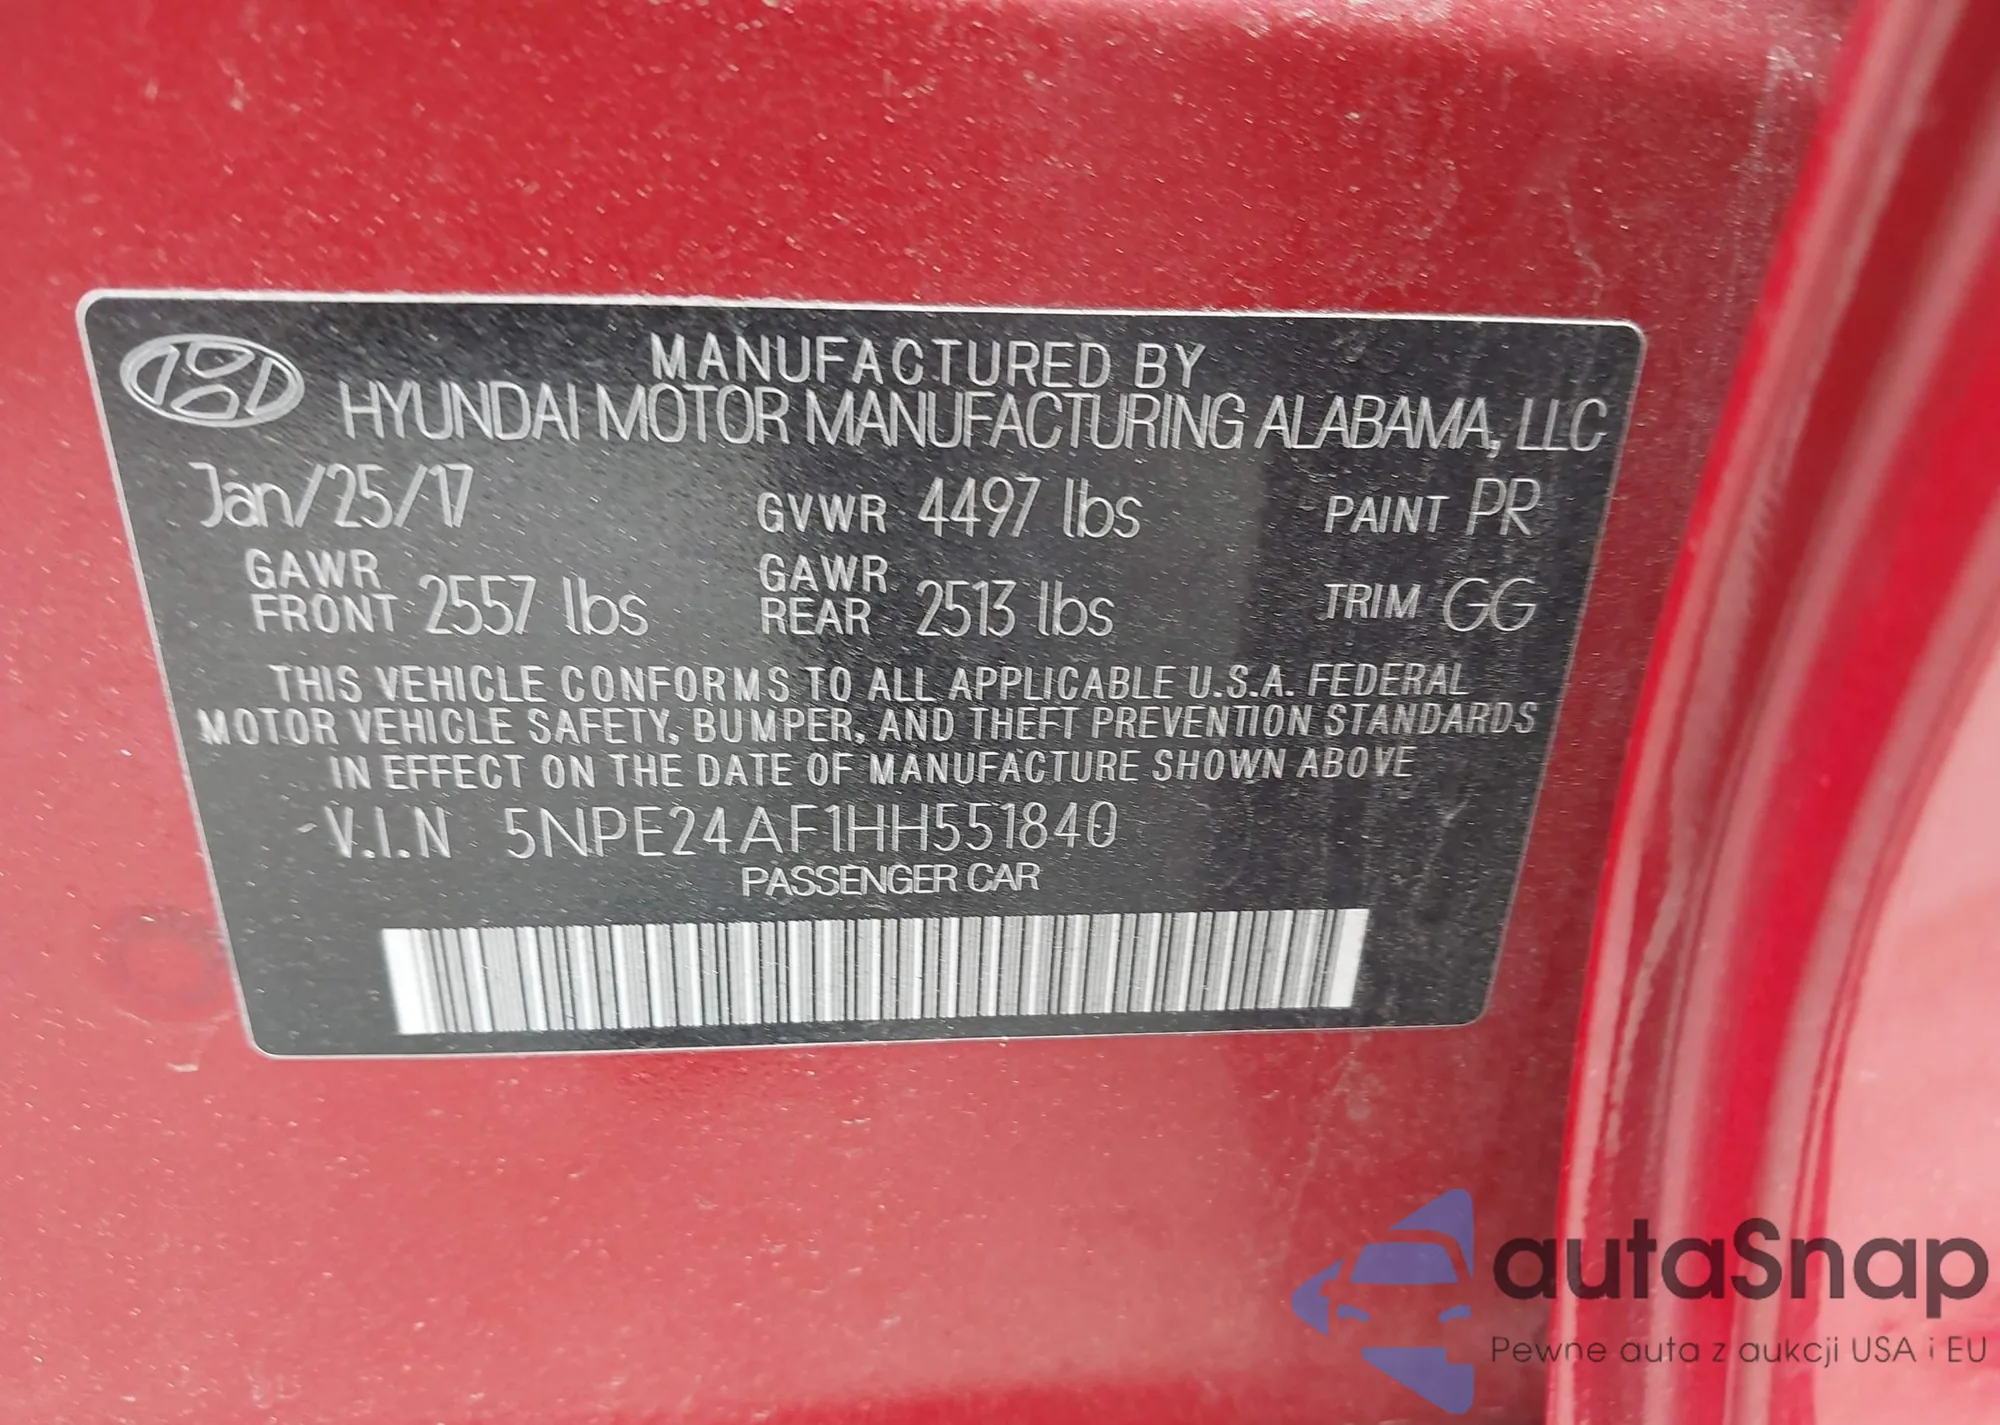 MANUFACTURED BY
HYUNDAI MOTOR MANUFACTURING ALABAMA, LLC
Jan/25/17 GVWR 4497 lbs PAINT PR
GAWR FRONT 2557 lbs GAWR REAR 2513 lbs TRIM GG
THIS VEHICLE CONFORMS TO ALL APPLICABLE U.S.A. FEDERAL
MOTOR VEHICLE SAFETY, BUMPER, AND THEFT PREVENTION STANDARDS
IN EFFECT ON THE DATE OF MANUFACTURE SHOWN ABOVE
V.I.N 5NPE24AF1HH551840
PASSENGER CAR
autaSnap
Pewne auta z aukcji USA i EU